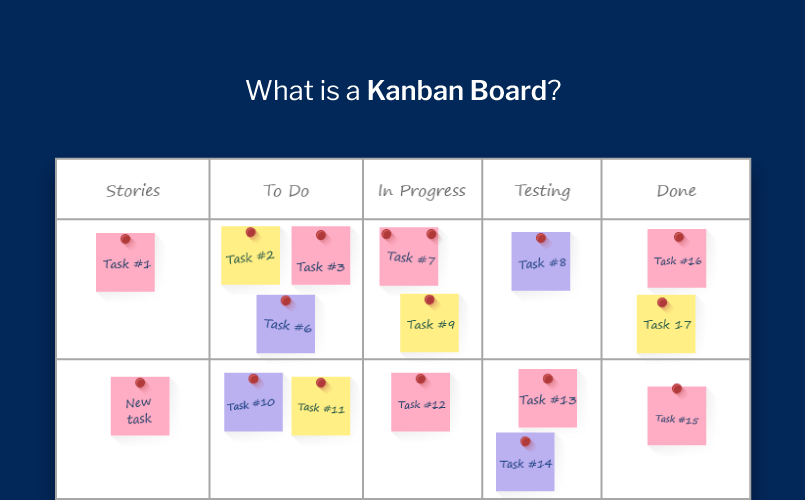 What is a Kanban Board?
Stories To Do In Progress Testing Done
Task #1
Task #2
Task #3
Task #6
Task #7
Task #9
Task #8
Task #16
Task 17
New
task
Task #10
Task #11
Task #12
Task #13
Task #14
Task #15